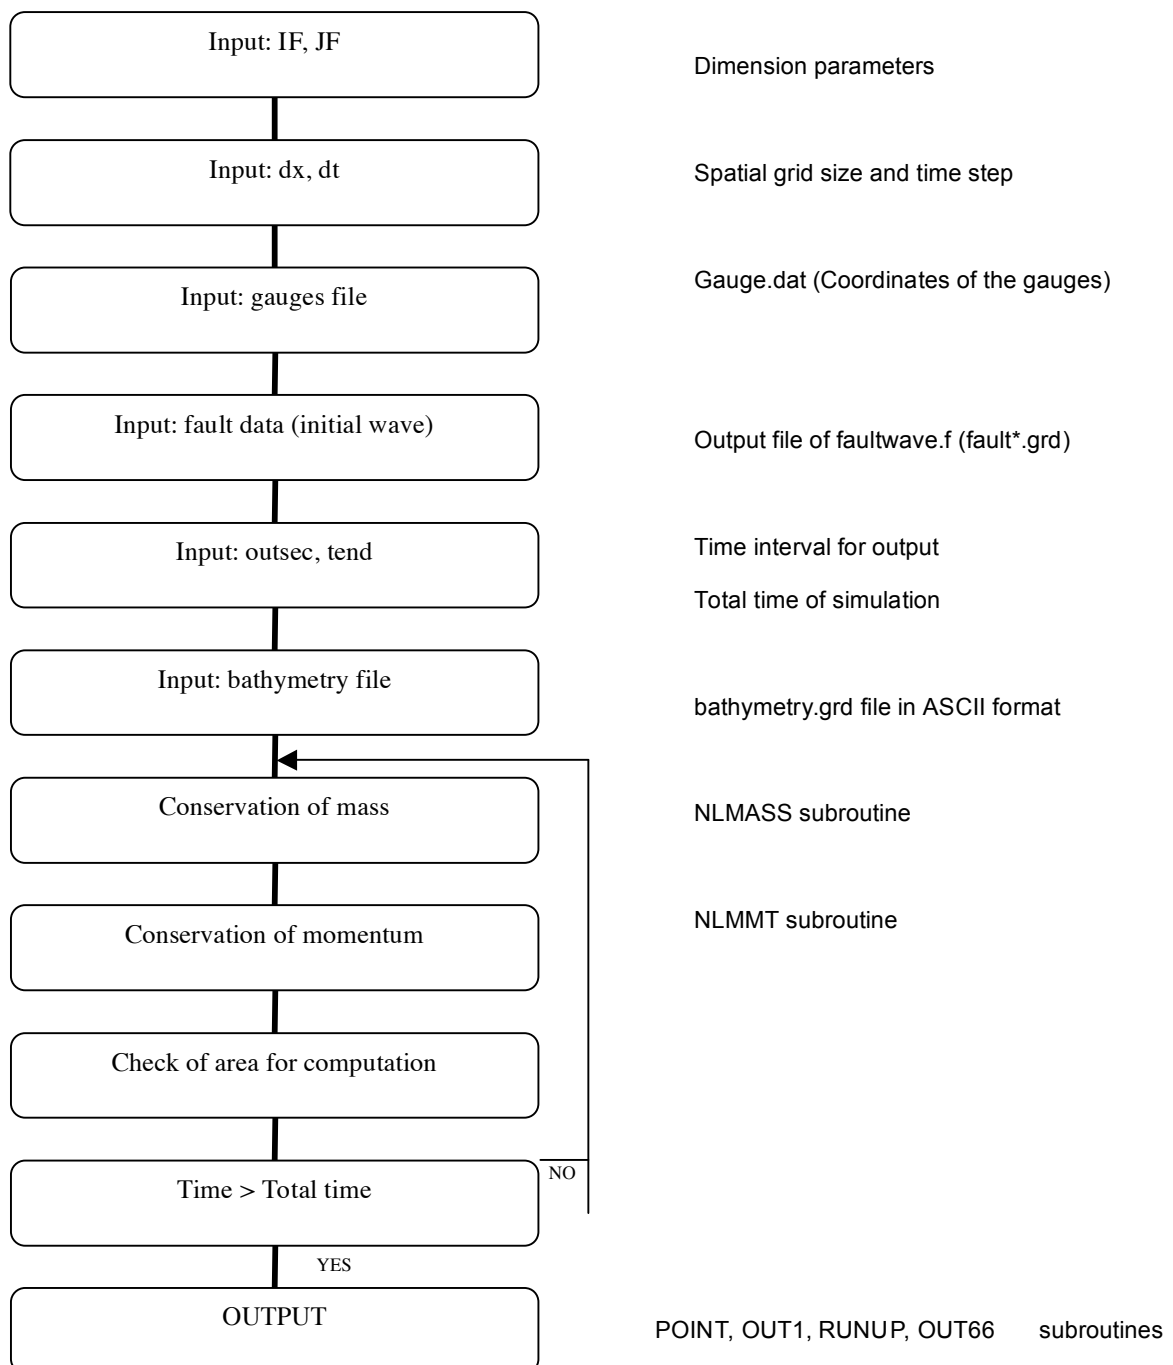 Input: IF, JF
Dimension parameters
Input: dx, dt
Spatial grid size and time step
Input: gauges file
Gauge.dat (Coordinates of the gauges)
Input: fault data (initial wave)
Output file of faultwave.f (fault*.grd)
Input: outsec, tend
Time interval for output
Total time of simulation
Input: bathymetry file
bathymetry.grd file in ASCII format
Conservation of mass
NLMASS subroutine
Conservation of momentum
NLMMT subroutine
Check of area for computation
Time > Total time
NO
YES
OUTPUT
POINT, OUT1, RUNUP, OUT66 subroutines